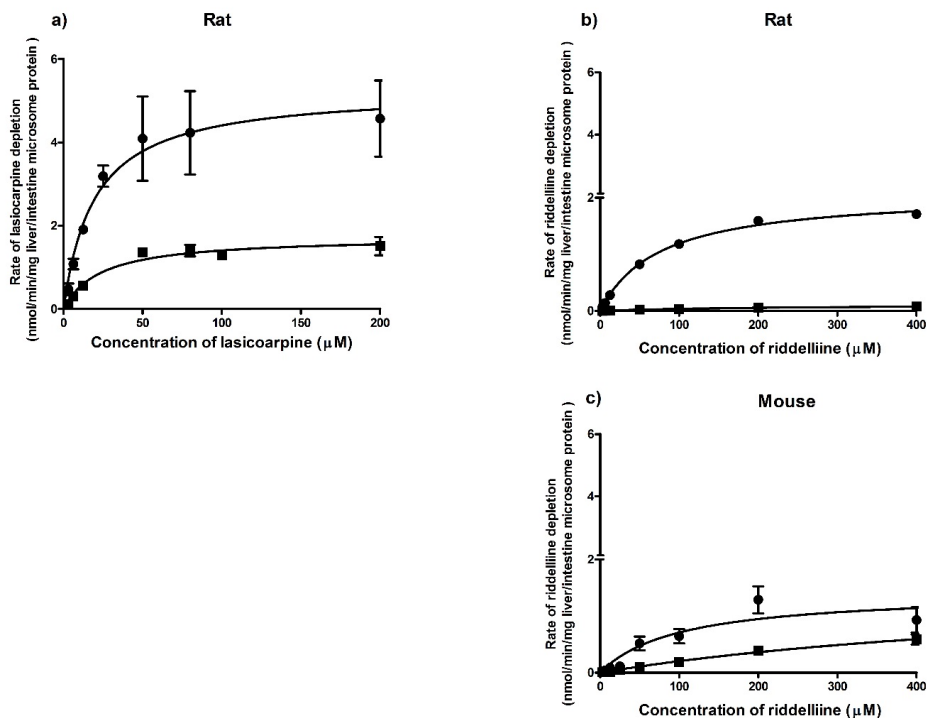 a)
Rat
Rate of lasiocarpine depletion
(nmol/min/mg liver/intestine microsome protein )
6
4
2
0
0
50
100
150
200
Concentration of lasicoarpine (μM)
b)
Rat
Rate of riddelliine depletion
(nmol/min/mg liver/intestine microsome protein )
6
4
2
0
0
100
200
300
400
Concentration of riddelliine (μM)
c)
Mouse
Rate of riddelliine depletion
(nmol/min/mg liver/intestine microsome protein )
6
4
2
0
0
100
200
300
400
Concentration of riddelliine (μM)